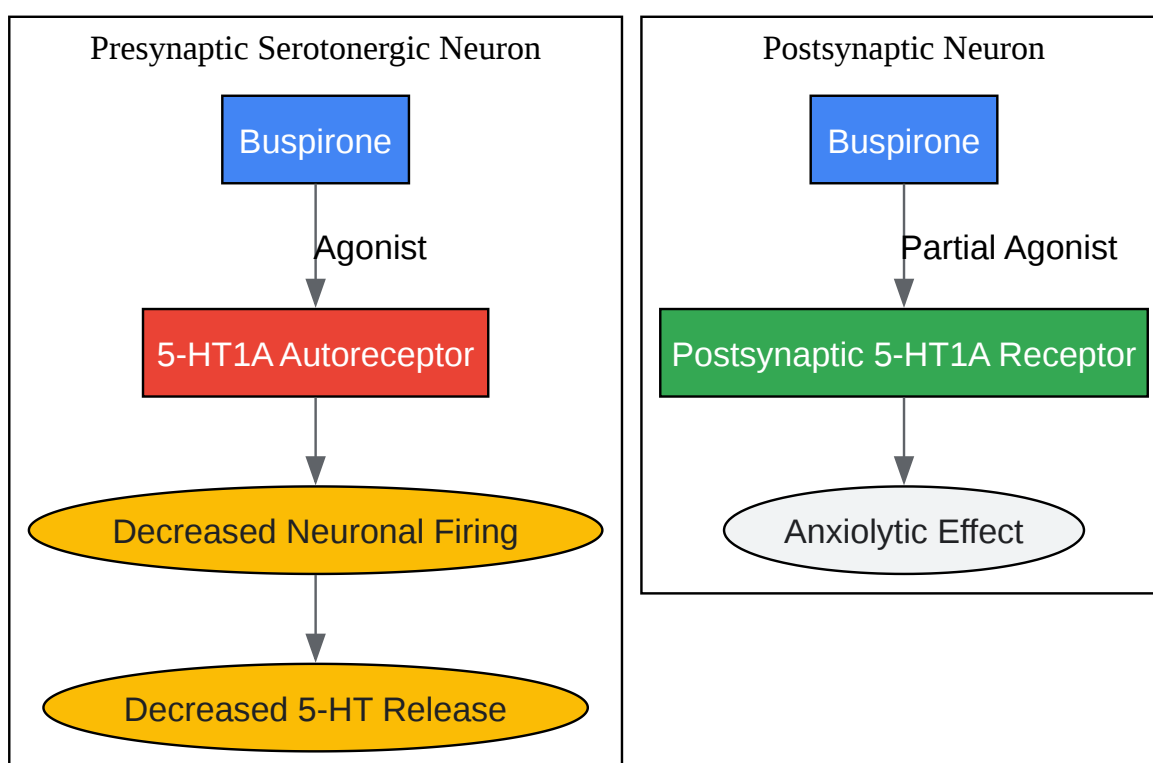 Presynaptic Serotonergic Neuron
Buspirone
Agonist
5-HT1A Autoreceptor
Decreased Neuronal Firing
Decreased 5-HT Release
Postsynaptic Neuron
Buspirone
Partial Agonist
Postsynaptic 5-HT1A Receptor
Anxiolytic Effect